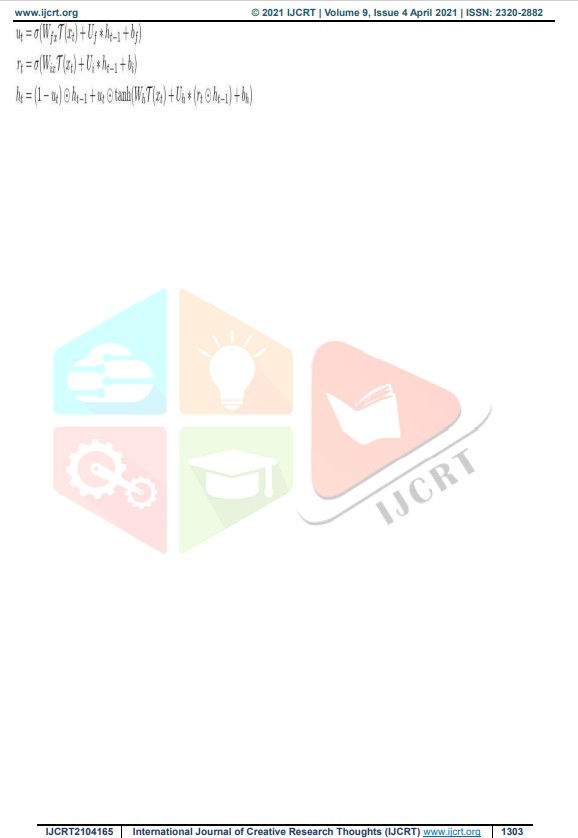 www.ijcrt.org © 2021 IJCRT | Volume 9, Issue 4 April 2021 | ISSN: 2320-2882
u_t = σ(W_{fx} 𝒯(x_t) + U_f * h_{t−1} + b_f)
r_t = σ(W_{ix} 𝒯(x_t) + U_i * h_{t−1} + b_i)
h_t = (1 − u_t) ⊙ h_{t−1} + u_t ⊙ tanh(W_h 𝒯(x_t) + U_h * (r_t ⊙ h_{t−1}) + b_h)
IJCRT
IJCRT2104165 | International Journal of Creative Research Thoughts (IJCRT) www.ijcrt.org | 1303